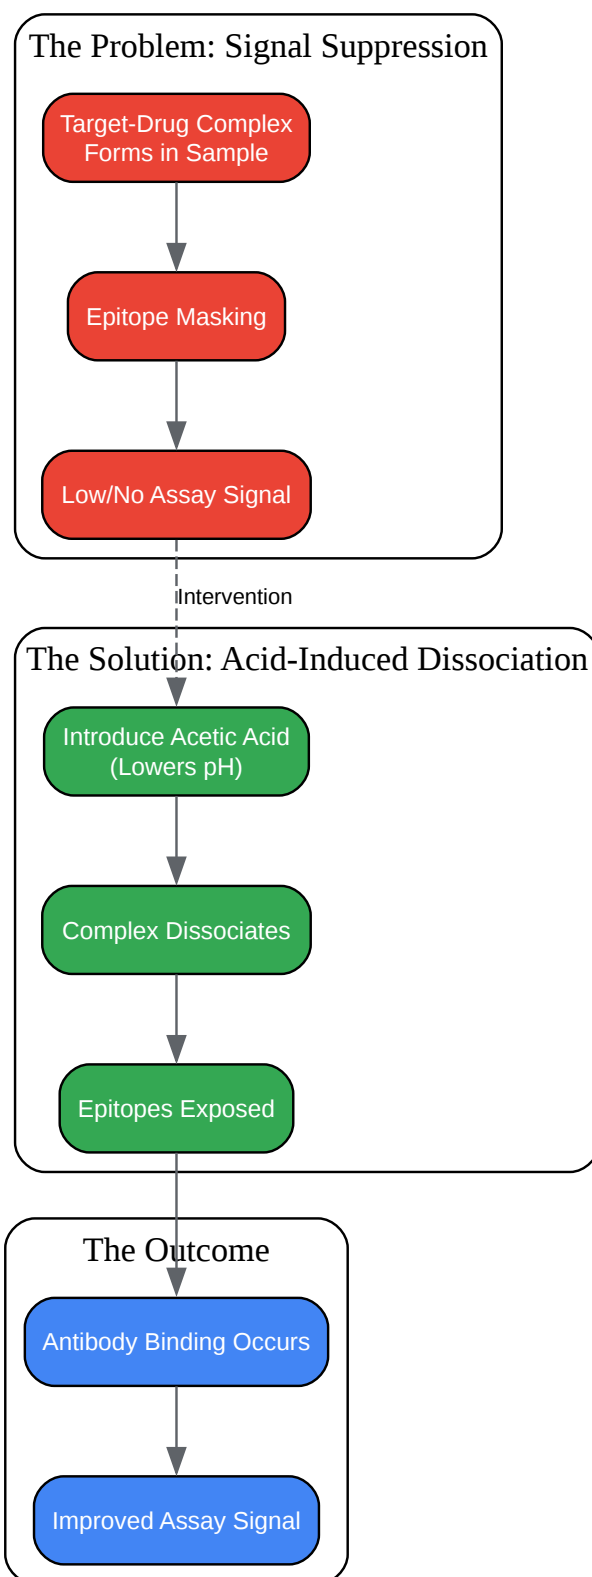 The Problem: Signal Suppression
Target-Drug Complex
Forms in Sample
Epitope Masking
Low/No Assay Signal
Intervention
The Solution: Acid-Induced Dissociation
Introduce Acetic Acid
(Lowers pH)
Complex Dissociates
Epitopes Exposed
The Outcome
Antibody Binding Occurs
Improved Assay Signal